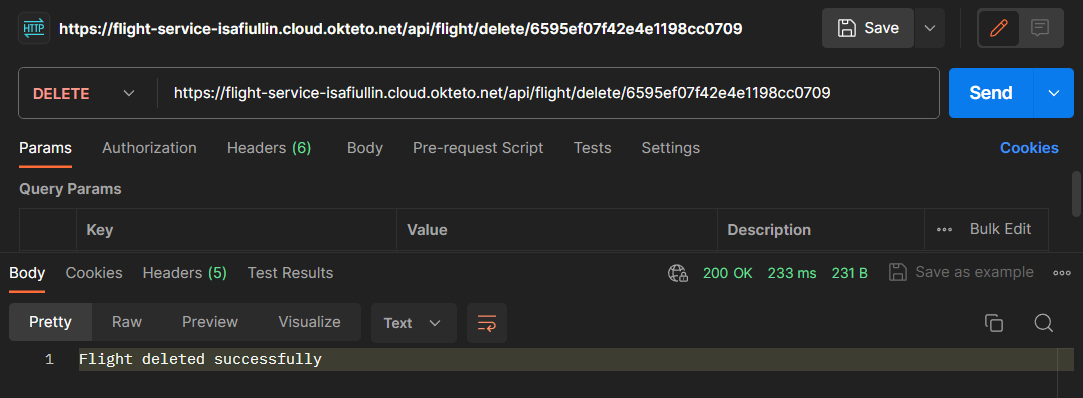 HTTP https://flight-service-isafiullin.cloud.okteto.net/api/flight/delete/6595ef07f42e4e1198cc0709 Save
DELETE https://flight-service-isafiullin.cloud.okteto.net/api/flight/delete/6595ef07f42e4e1198cc0709 Send
Params Authorization Headers (6) Body Pre-request Script Tests Settings Cookies
Query Params
Key Value Description Bulk Edit
Body Cookies Headers (5) Test Results 200 OK 233 ms 231 B Save as example
Pretty Raw Preview Visualize Text
1 Flight deleted successfully